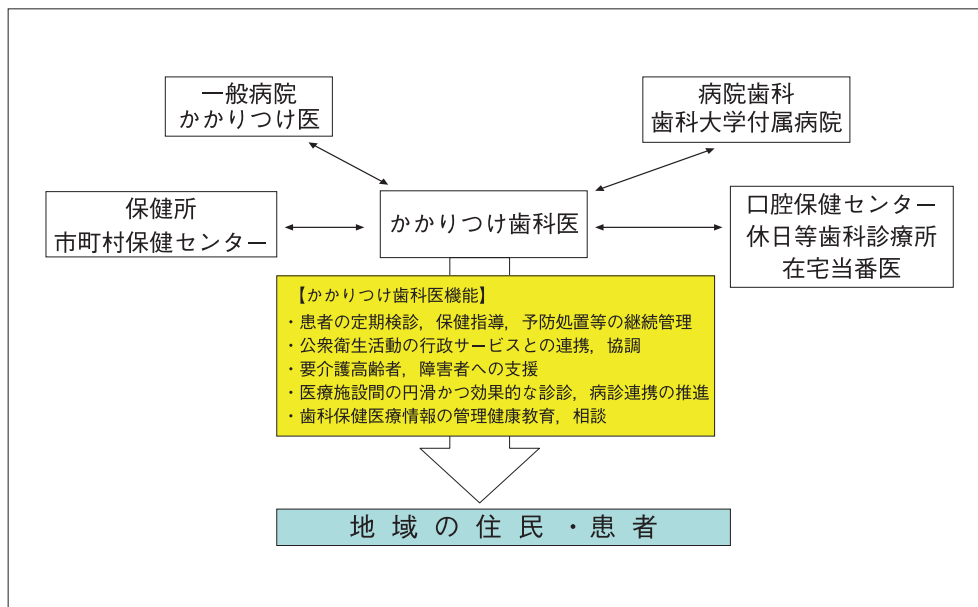 一般病院
かかりつけ医
病院歯科
歯科大学付属病院
保健所
市町村保健センター
かかりつけ歯科医
口腔保健センター
休日等歯科診療所
在宅当番医
【かかりつけ歯科医機能】
・患者の定期検診，保健指導，予防処置等の継続管理
・公衆衛生活動の行政サービスとの連携，協調
・要介護高齢者，障害者への支援
・医療施設間の円滑かつ効果的な診診，病診連携の推進
・歯科保健医療情報の管理健康教育，相談
地域の住民・患者